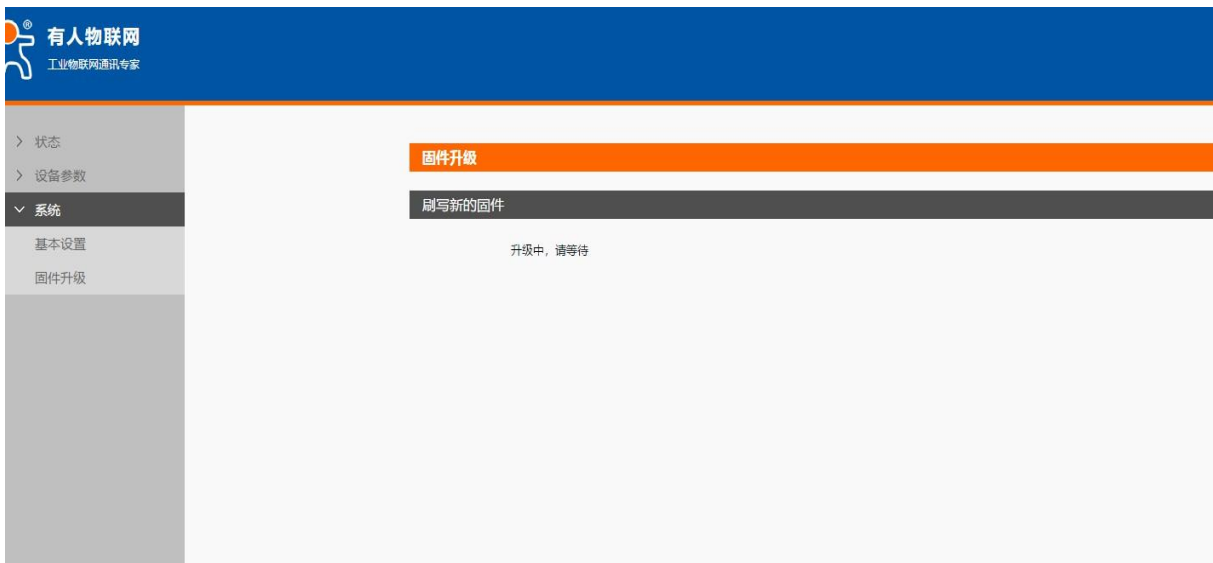 ®
有人物联网
工业物联网通讯专家
状态
设备参数
系统
基本设置
固件升级
固件升级
刷写新的固件
升级中，请等待